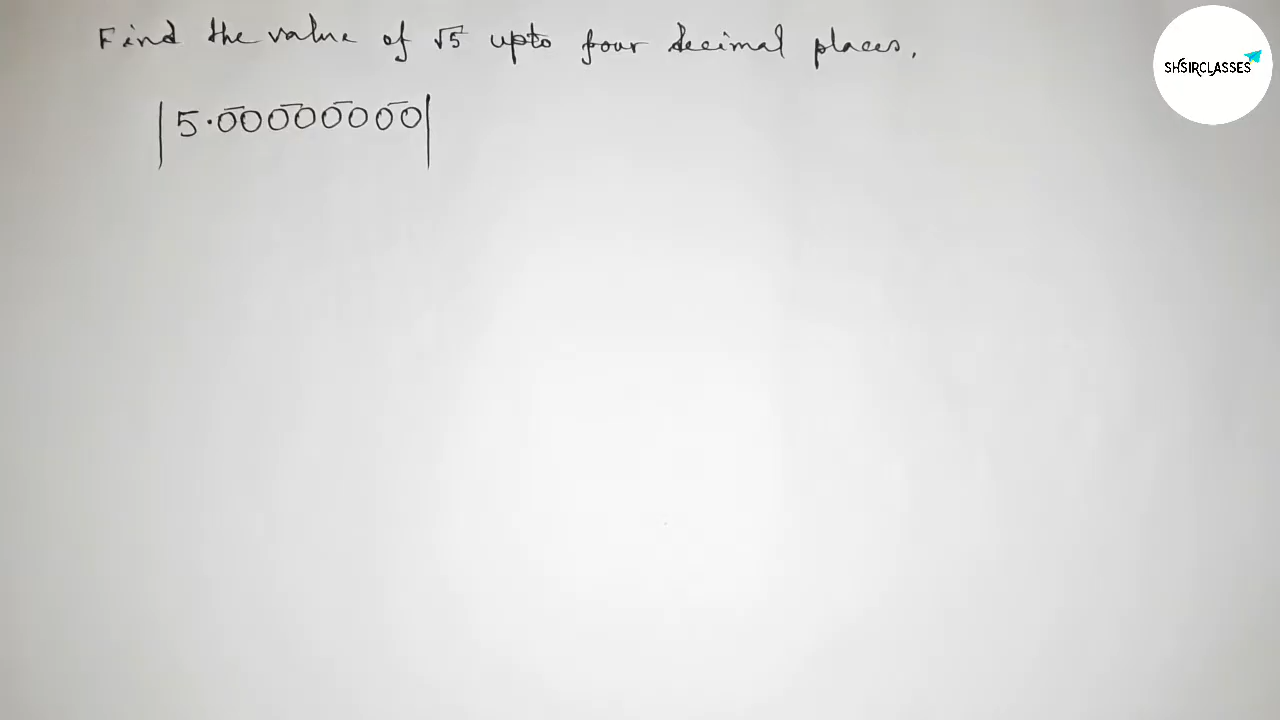 Find the value of √5 upto four decimal places.
SHSIRCLASSES
5.00000000